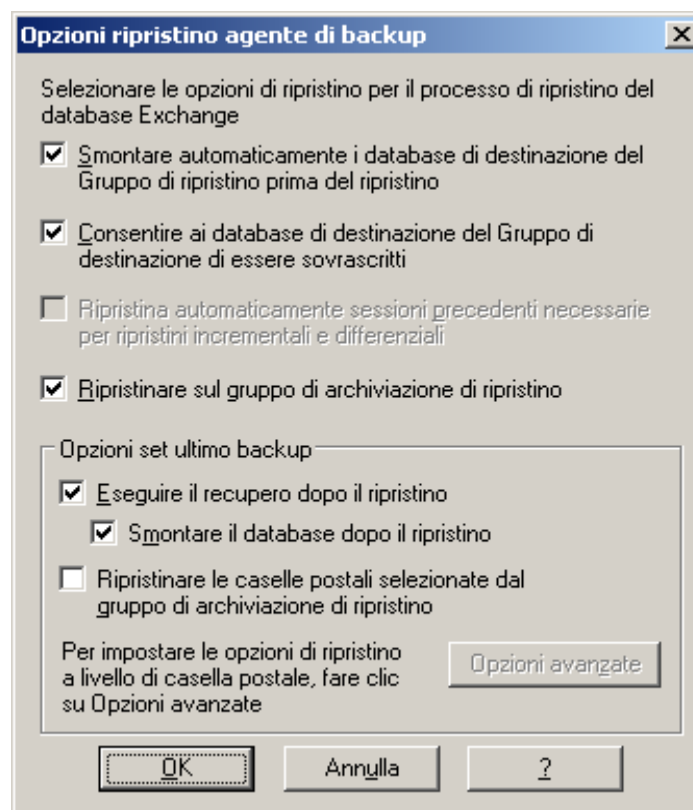 Opzioni ripristino agente di backup
Selezionare le opzioni di ripristino per il processo di ripristino del
database Exchange
Smontare automaticamente i database di destinazione del
Gruppo di ripristino prima del ripristino
Consentire ai database di destinazione del Gruppo di
destinazione di essere sovrascritti
Ripristina automaticamente sessioni precedenti necessarie
per ripristini incrementali e differenziali
Ripristinare sul gruppo di archiviazione di ripristino
Opzioni set ultimo backup
Eseguire il recupero dopo il ripristino
Smontare il database dopo il ripristino
Ripristinare le caselle postali selezionate dal
gruppo di archiviazione di ripristino
Per impostare le opzioni di ripristino
a livello di casella postale, fare clic
su Opzioni avanzate
Opzioni avanzate
OK
Annulla
?